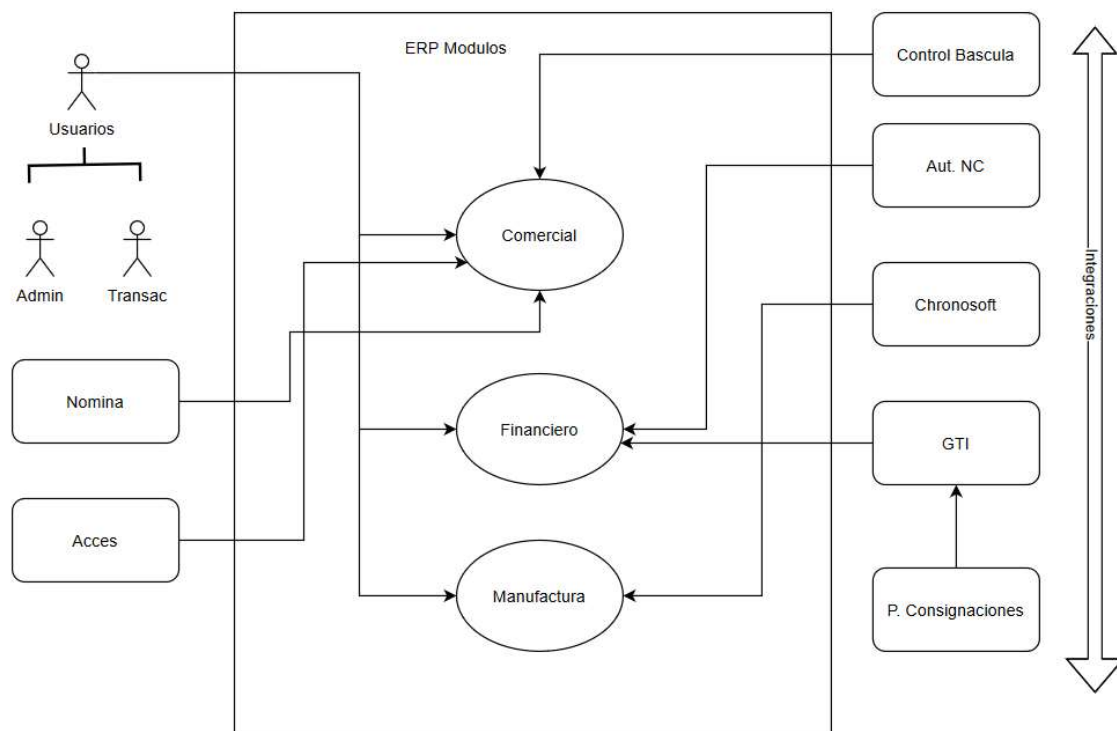 ERP Modulos
Control Bascula
Usuarios
Aut. NC
Comercial
Admin
Transac
Integraciones
Chronosoft
Nomina
Financiero
GTI
Acces
Manufactura
P. Consignaciones